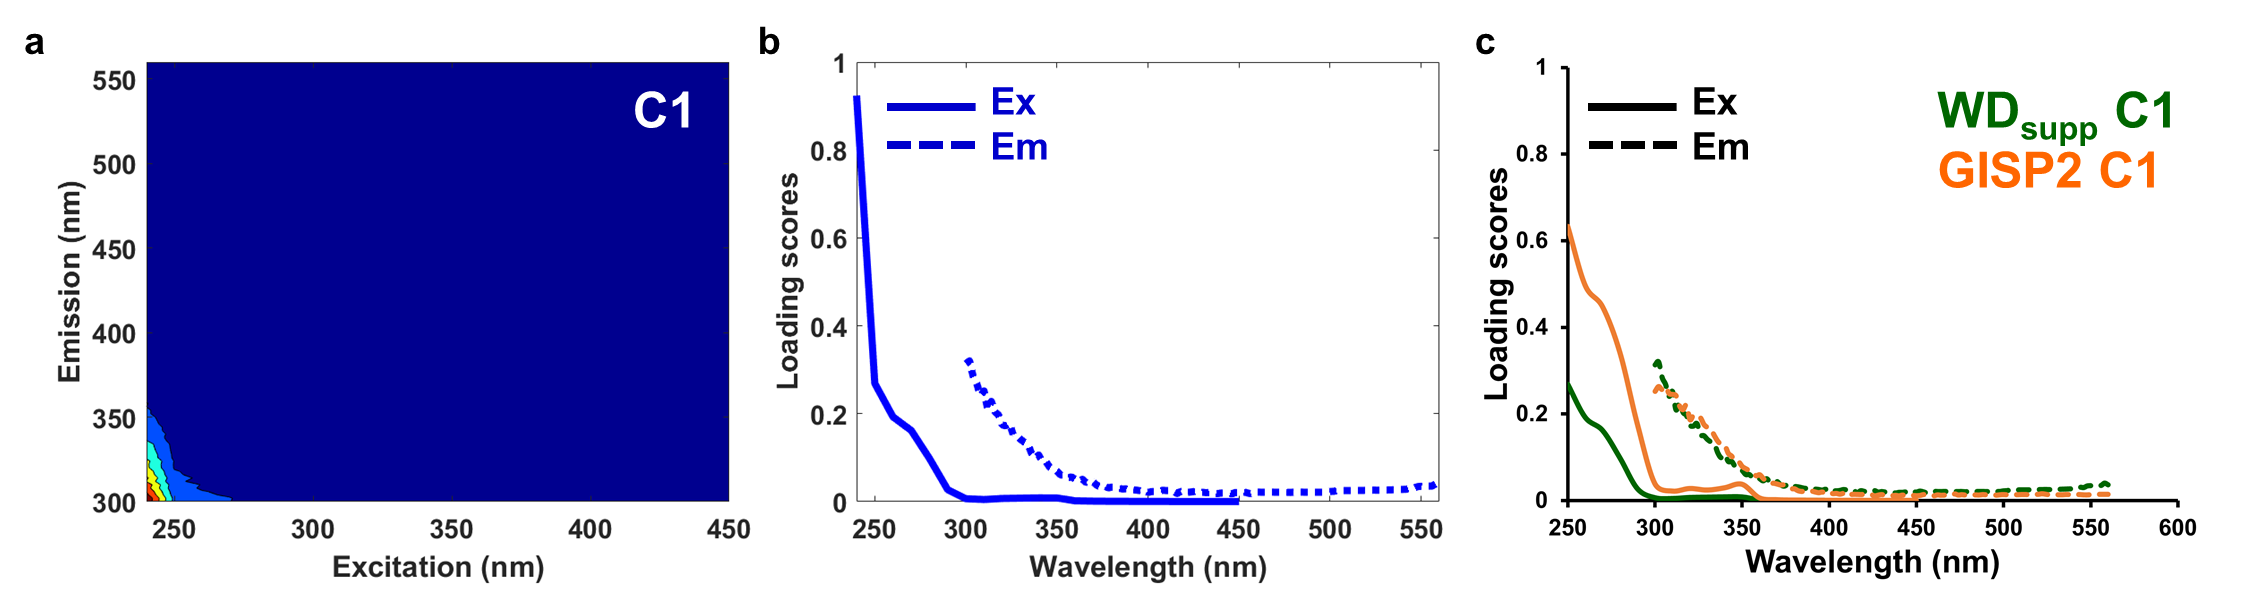 a
C1
550
500
450
400
350
300
250 300 350 400 450
Emission (nm)
Excitation (nm)
b
Ex
Em
1
0.8
0.6
0.4
0.2
0
250 300 350 400 450 500 550
Loading scores
Wavelength (nm)
c
Ex
Em
WDsupp C1
GISP2 C1
1
0.8
0.6
0.4
0.2
0
250 300 350 400 450 500 550 600
Loading scores
Wavelength (nm)